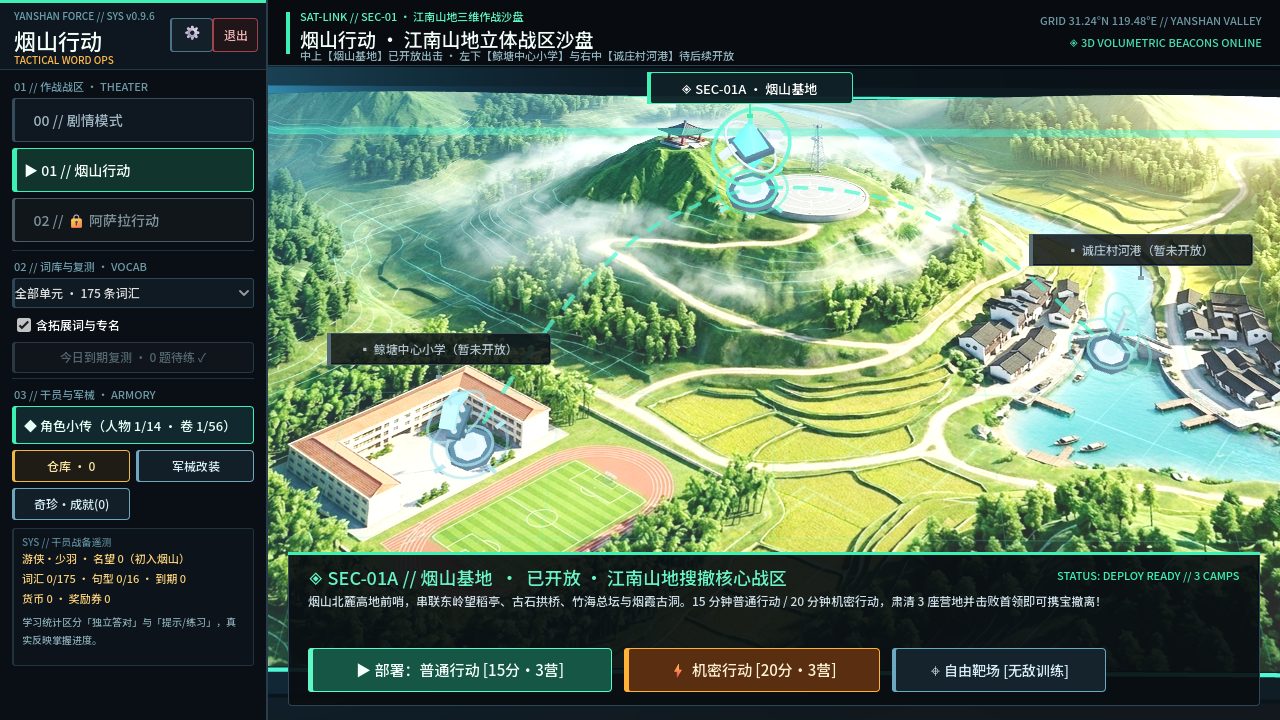 YANSHAN FORCE // SYS v0.9.6
烟山行动
TACTICAL WORD OPS
退出
01 // 作战战区 · THEATER
00 // 剧情模式
▶ 01 // 烟山行动
02 // 🔒 阿萨拉行动
02 // 词库与复测 · VOCAB
全部单元 · 175 条词汇
含拓展词与专名
今日到期复测 · 0 题待练 ✓
03 // 干员与军械 · ARMORY
◆ 角色小传（人物 1/14 · 卷 1/56）
仓库 · 0
军械改装
奇珍·成就(0)
SYS // 干员战备遥测
游侠·少羽 · 名望 0（初入烟山）
词汇 0/175 · 句型 0/16 · 到期 0
货币 0 · 奖励券 0
学习统计区分「独立答对」与「提示/练习」，真
实反映掌握进度。
SAT-LINK // SEC-01 · 江南山地三维作战沙盘
烟山行动 · 江南山地立体战区沙盘
中上【烟山基地】已开放出击 · 左下【鲸塘中心小学】与右中【诚庄村河港】待后续开放
GRID 31.24°N 119.48°E // YANSHAN VALLEY
◈ 3D VOLUMETRIC BEACONS ONLINE
◈ SEC-01A · 烟山基地
▪ 诚庄村河港（暂未开放）
▪ 鲸塘中心小学（暂未开放）
◈ SEC-01A // 烟山基地 · 已开放 · 江南山地搜撤核心战区
STATUS: DEPLOY READY // 3 CAMPS
烟山北麓高地前哨，串联东岭望稻亭、古石拱桥、竹海总坛与烟霞古洞。15 分钟普通行动 / 20 分钟机密行动，肃清 3 座营地并击败首领即可携宝撤离！
▶ 部署：普通行动 [15分·3营]
⚡ 机密行动 [20分·3营]
⌖ 自由靶场 [无敌训练]